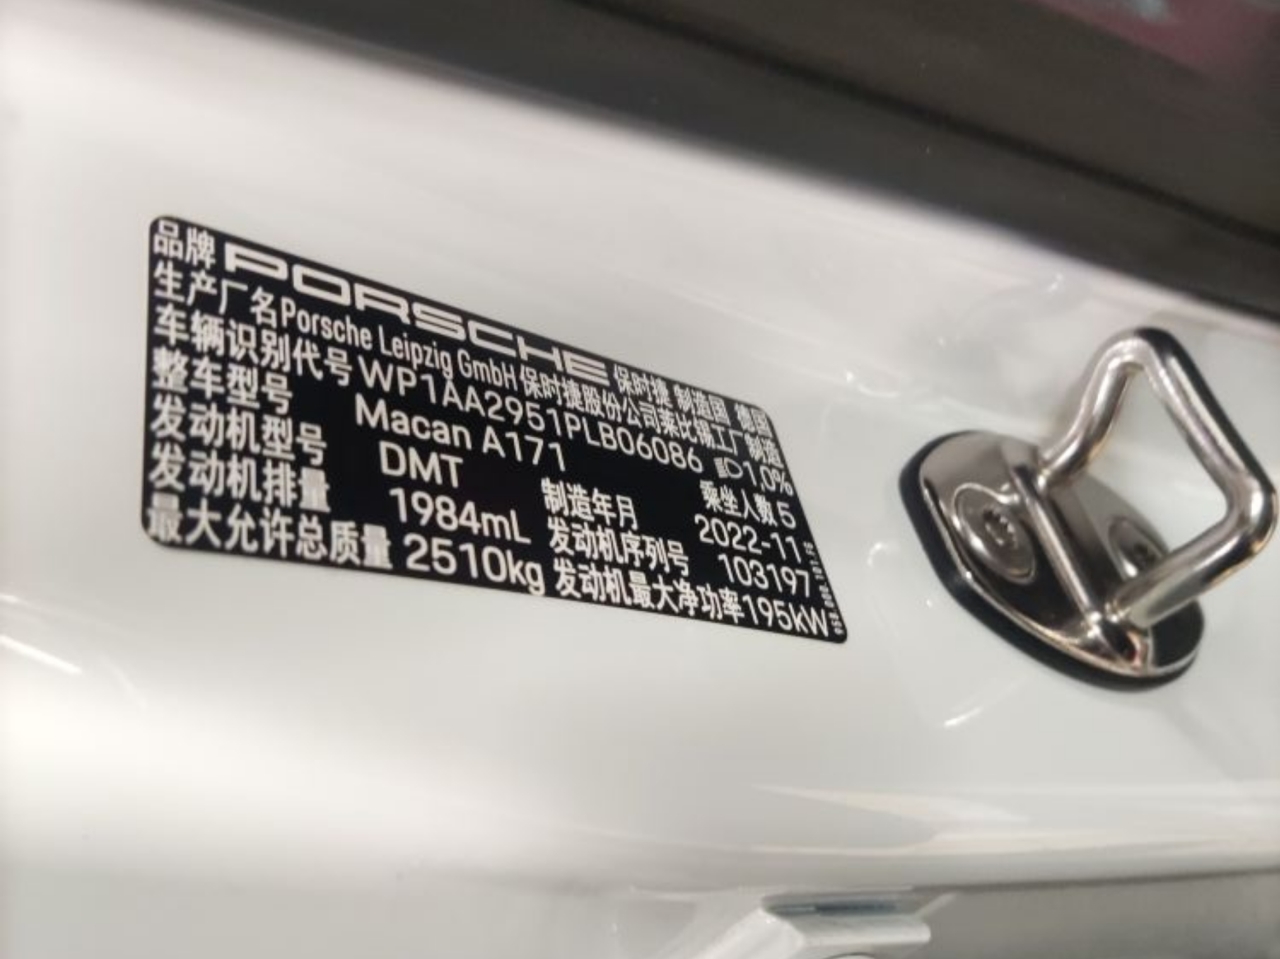 品牌 PORSCHE 保时捷 制造国 德国
生产厂名 Porsche Leipzig GmbH 保时捷股份公司莱比锡工厂制造
车辆识别代号 WP1AA2951PLB06086 1,0%
整车型号 Macan A171 乘坐人数 5
发动机型号 DMT 制造年月 2022-11
发动机排量 1984mL 发动机序列号 103197
最大允许总质量 2510kg 发动机最大净功率 195kW